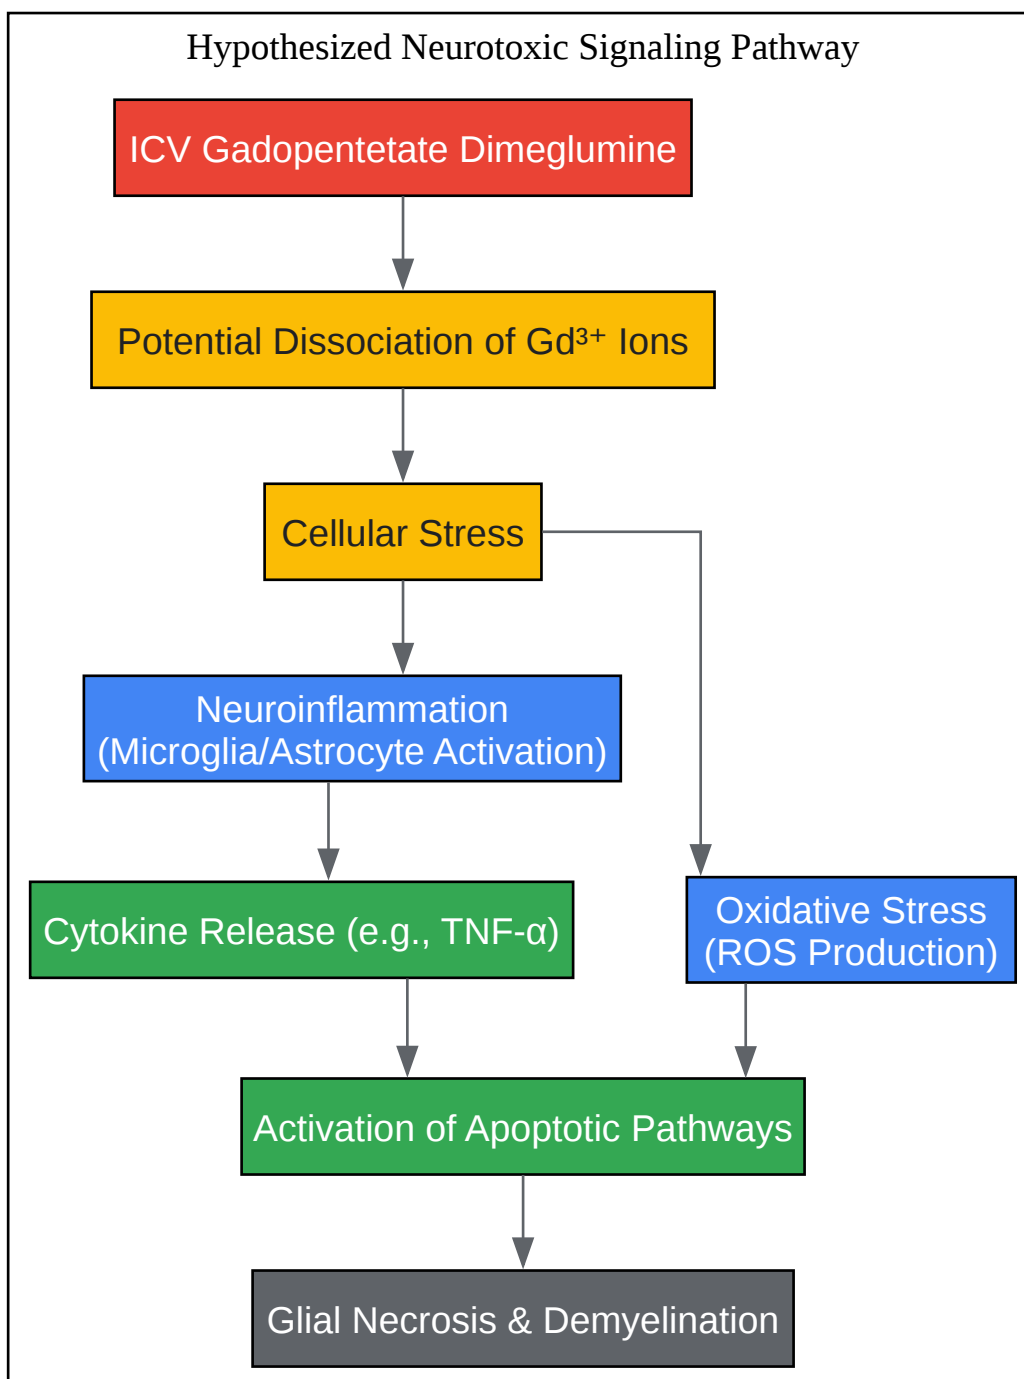 Hypothesized Neurotoxic Signaling Pathway
ICV Gadopentetate Dimeglumine
Potential Dissociation of Gd³⁺ Ions
Cellular Stress
Neuroinflammation
(Microglia/Astrocyte Activation)
Cytokine Release (e.g., TNF-α)
Oxidative Stress
(ROS Production)
Activation of Apoptotic Pathways
Glial Necrosis & Demyelination